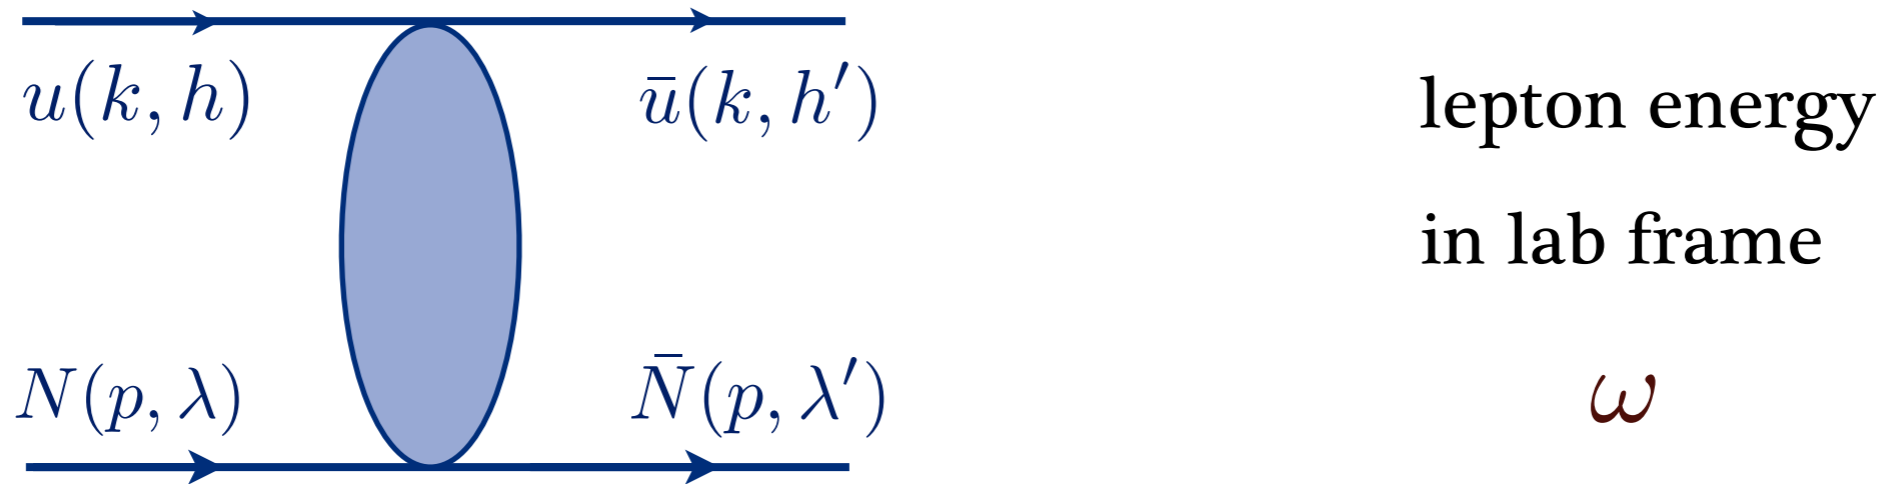 u(k, h)
ū(k, h′)
N(p, λ)
N̄(p, λ′)
lepton energy
in lab frame
ω